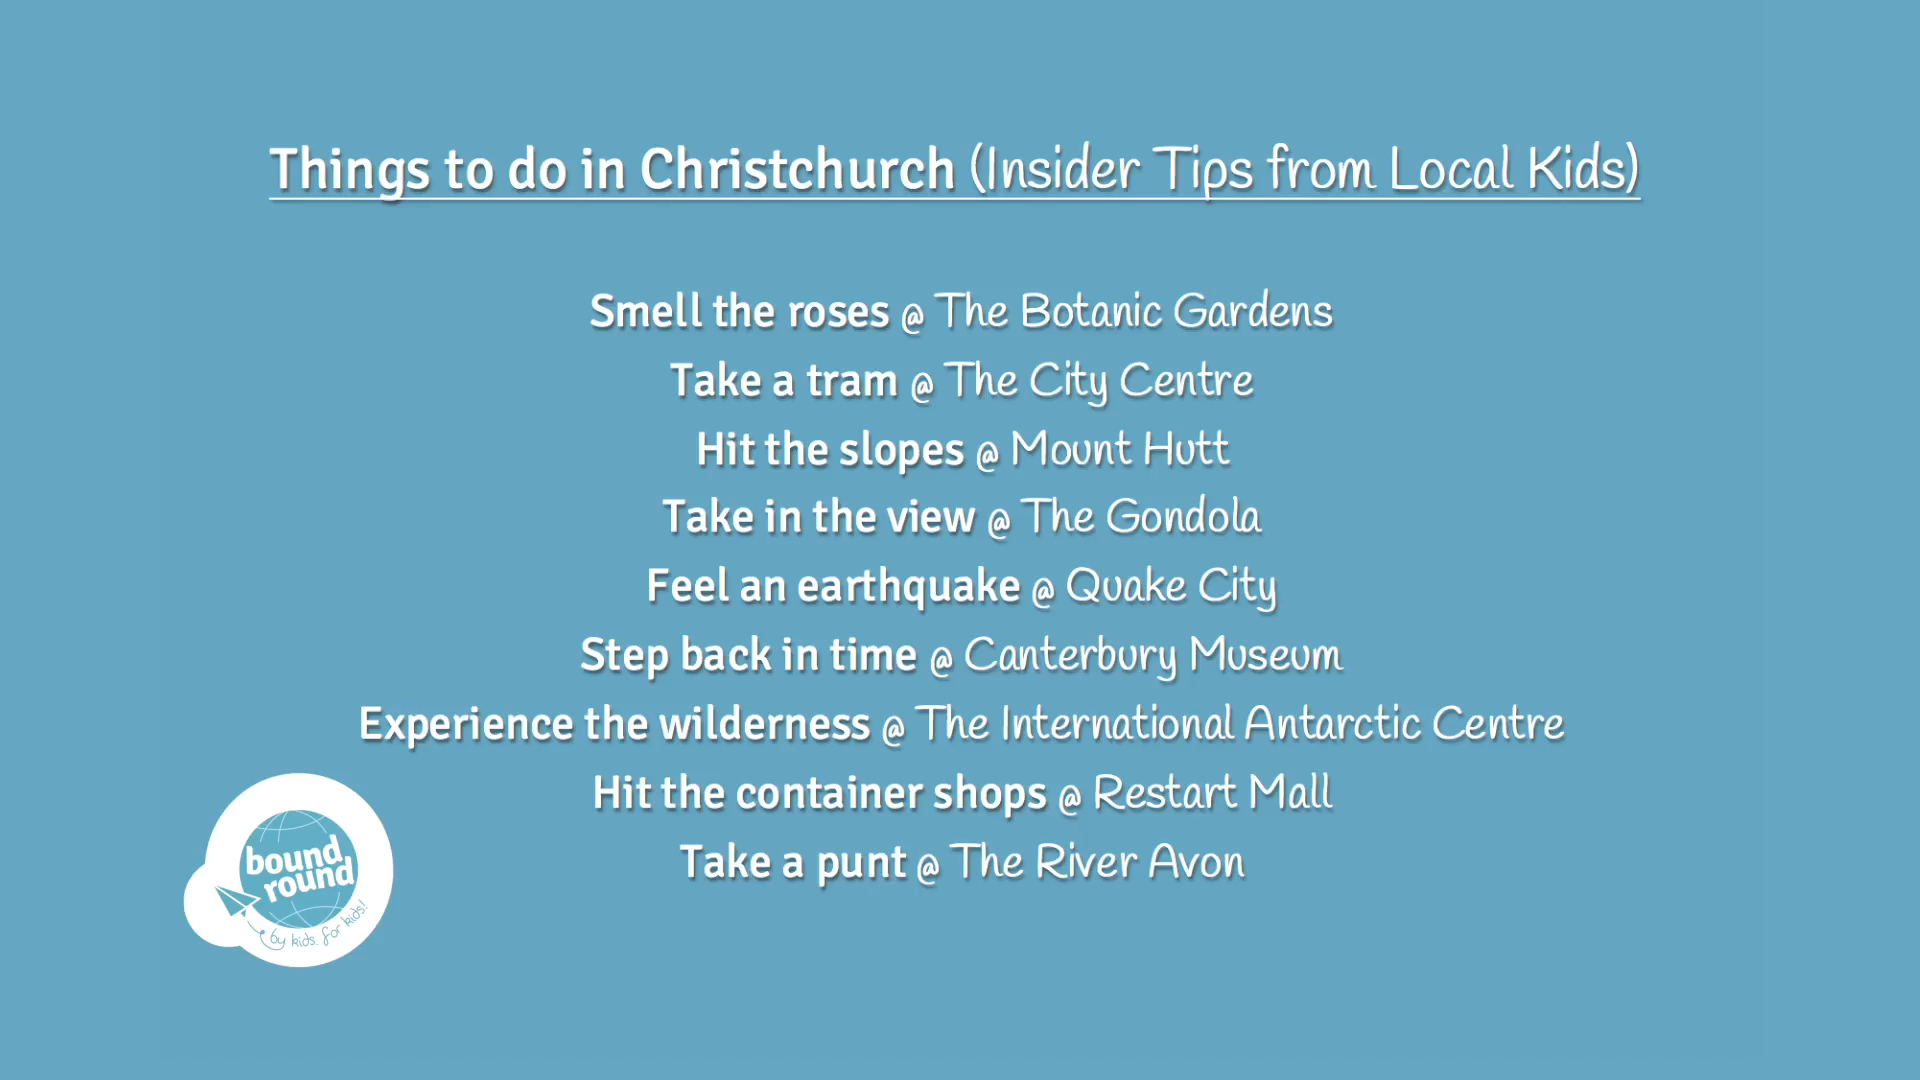 Things to do in Christchurch (Insider Tips from Local Kids)
Smell the roses @ The Botanic Gardens
Take a tram @ The City Centre
Hit the slopes @ Mount Hutt
Take in the view @ The Gondola
Feel an earthquake @ Quake City
Step back in time @ Canterbury Museum
Experience the wilderness @ The International Antarctic Centre
Hit the container shops @ Restart Mall
Take a punt @ The River Avon
bound
round
by kids. for kids!